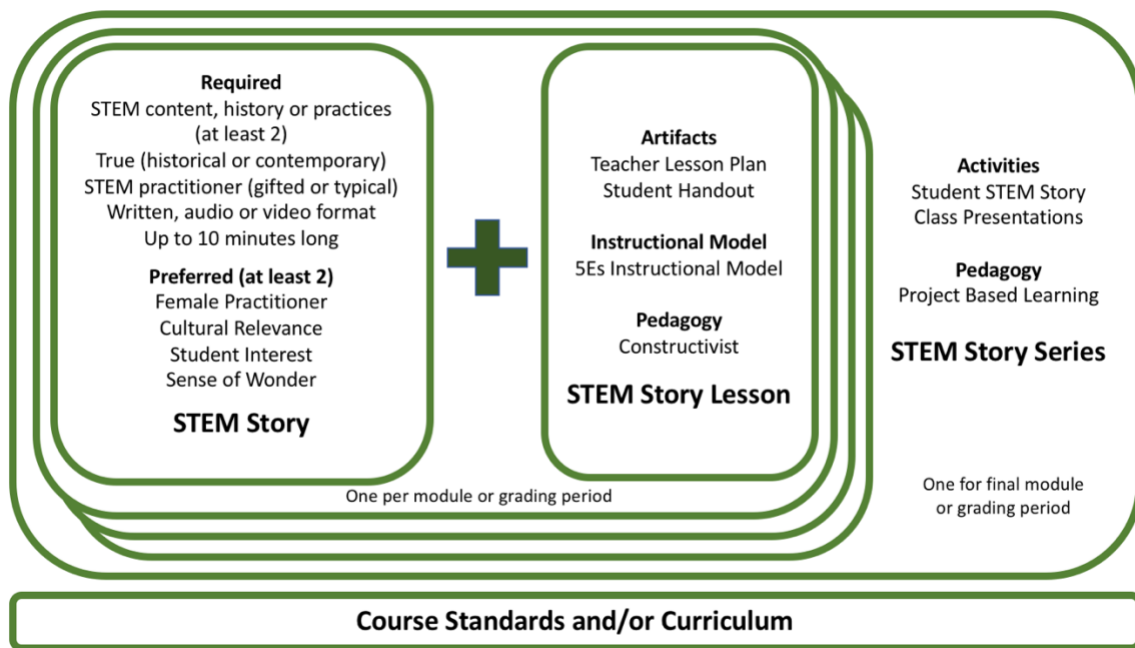 Required
STEM content, history or practices
(at least 2)
True (historical or contemporary)
STEM practitioner (gifted or typical)
Written, audio or video format
Up to 10 minutes long
Preferred (at least 2)
Female Practitioner
Cultural Relevance
Student Interest
Sense of Wonder
STEM Story
Artifacts
Teacher Lesson Plan
Student Handout
Instructional Model
5Es Instructional Model
Pedagogy
Constructivist
STEM Story Lesson
One per module or grading period
Activities
Student STEM Story
Class Presentations
Pedagogy
Project Based Learning
STEM Story Series
One for final module
or grading period
Course Standards and/or Curriculum